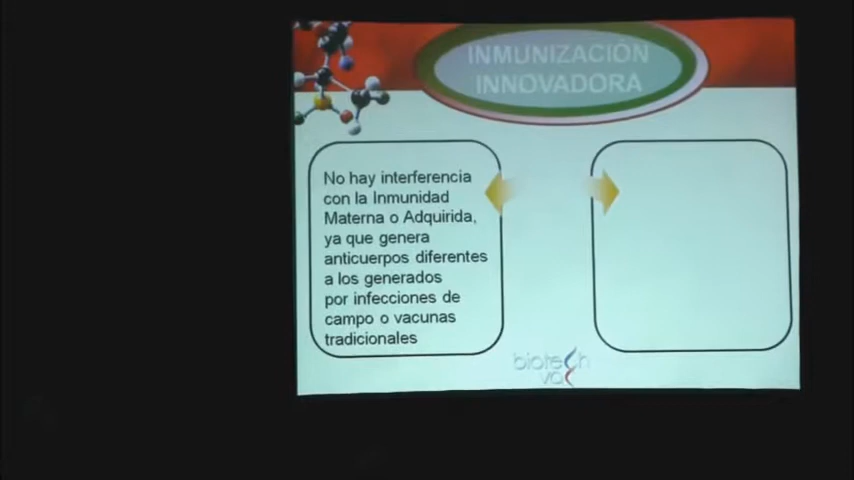 INMUNIZACIÓN
INNOVADORA
No hay interferencia
con la Inmunidad
Materna o Adquirida,
ya que genera
anticuerpos diferentes
a los generados
por infecciones de
campo o vacunas
tradicionales
biotech
vac